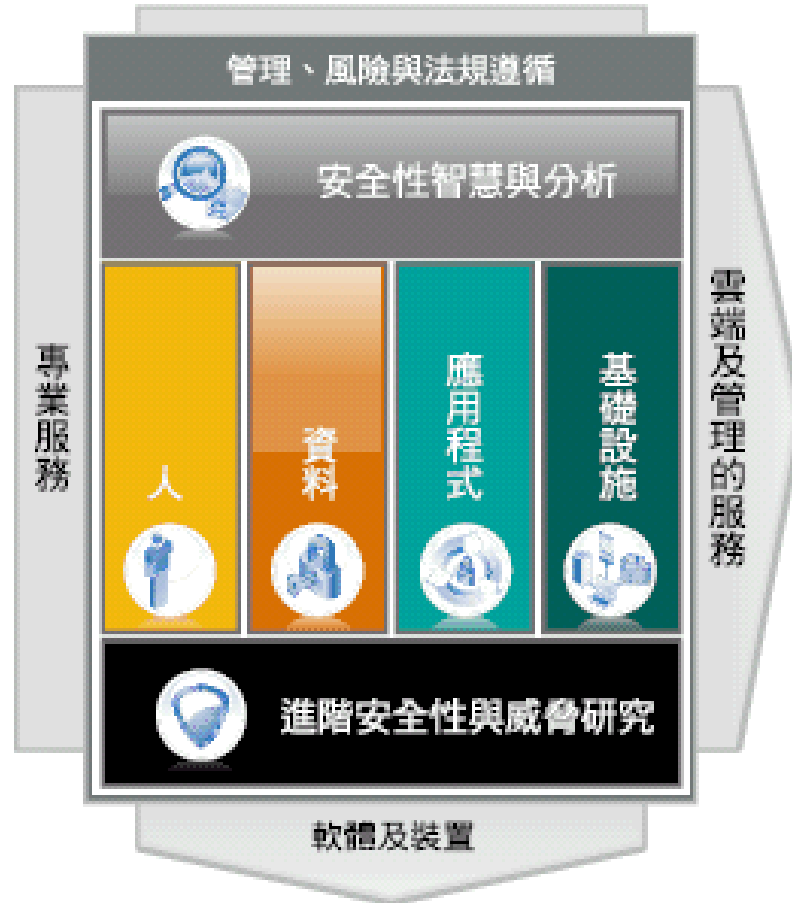 管理、風險與法規遵循
安全性智慧與分析
專業服務
人
資料
應用程式
基礎設施
雲端及管理的服務
進階安全性與威脅研究
軟體及裝置